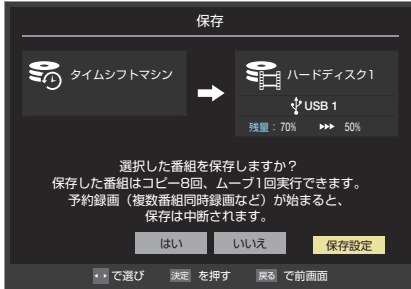 保存
タイムシフトマシン
ハードディスク1
USB 1
残量：70% 50%
選択した番組を保存しますか？
保存した番組はコピー8回、ムーブ1回実行できます。
予約録画（複数番組同時録画など）が始まると、
保存は中断されます。
はい いいえ 保存設定
で選び 決定 を押す 戻る で前画面